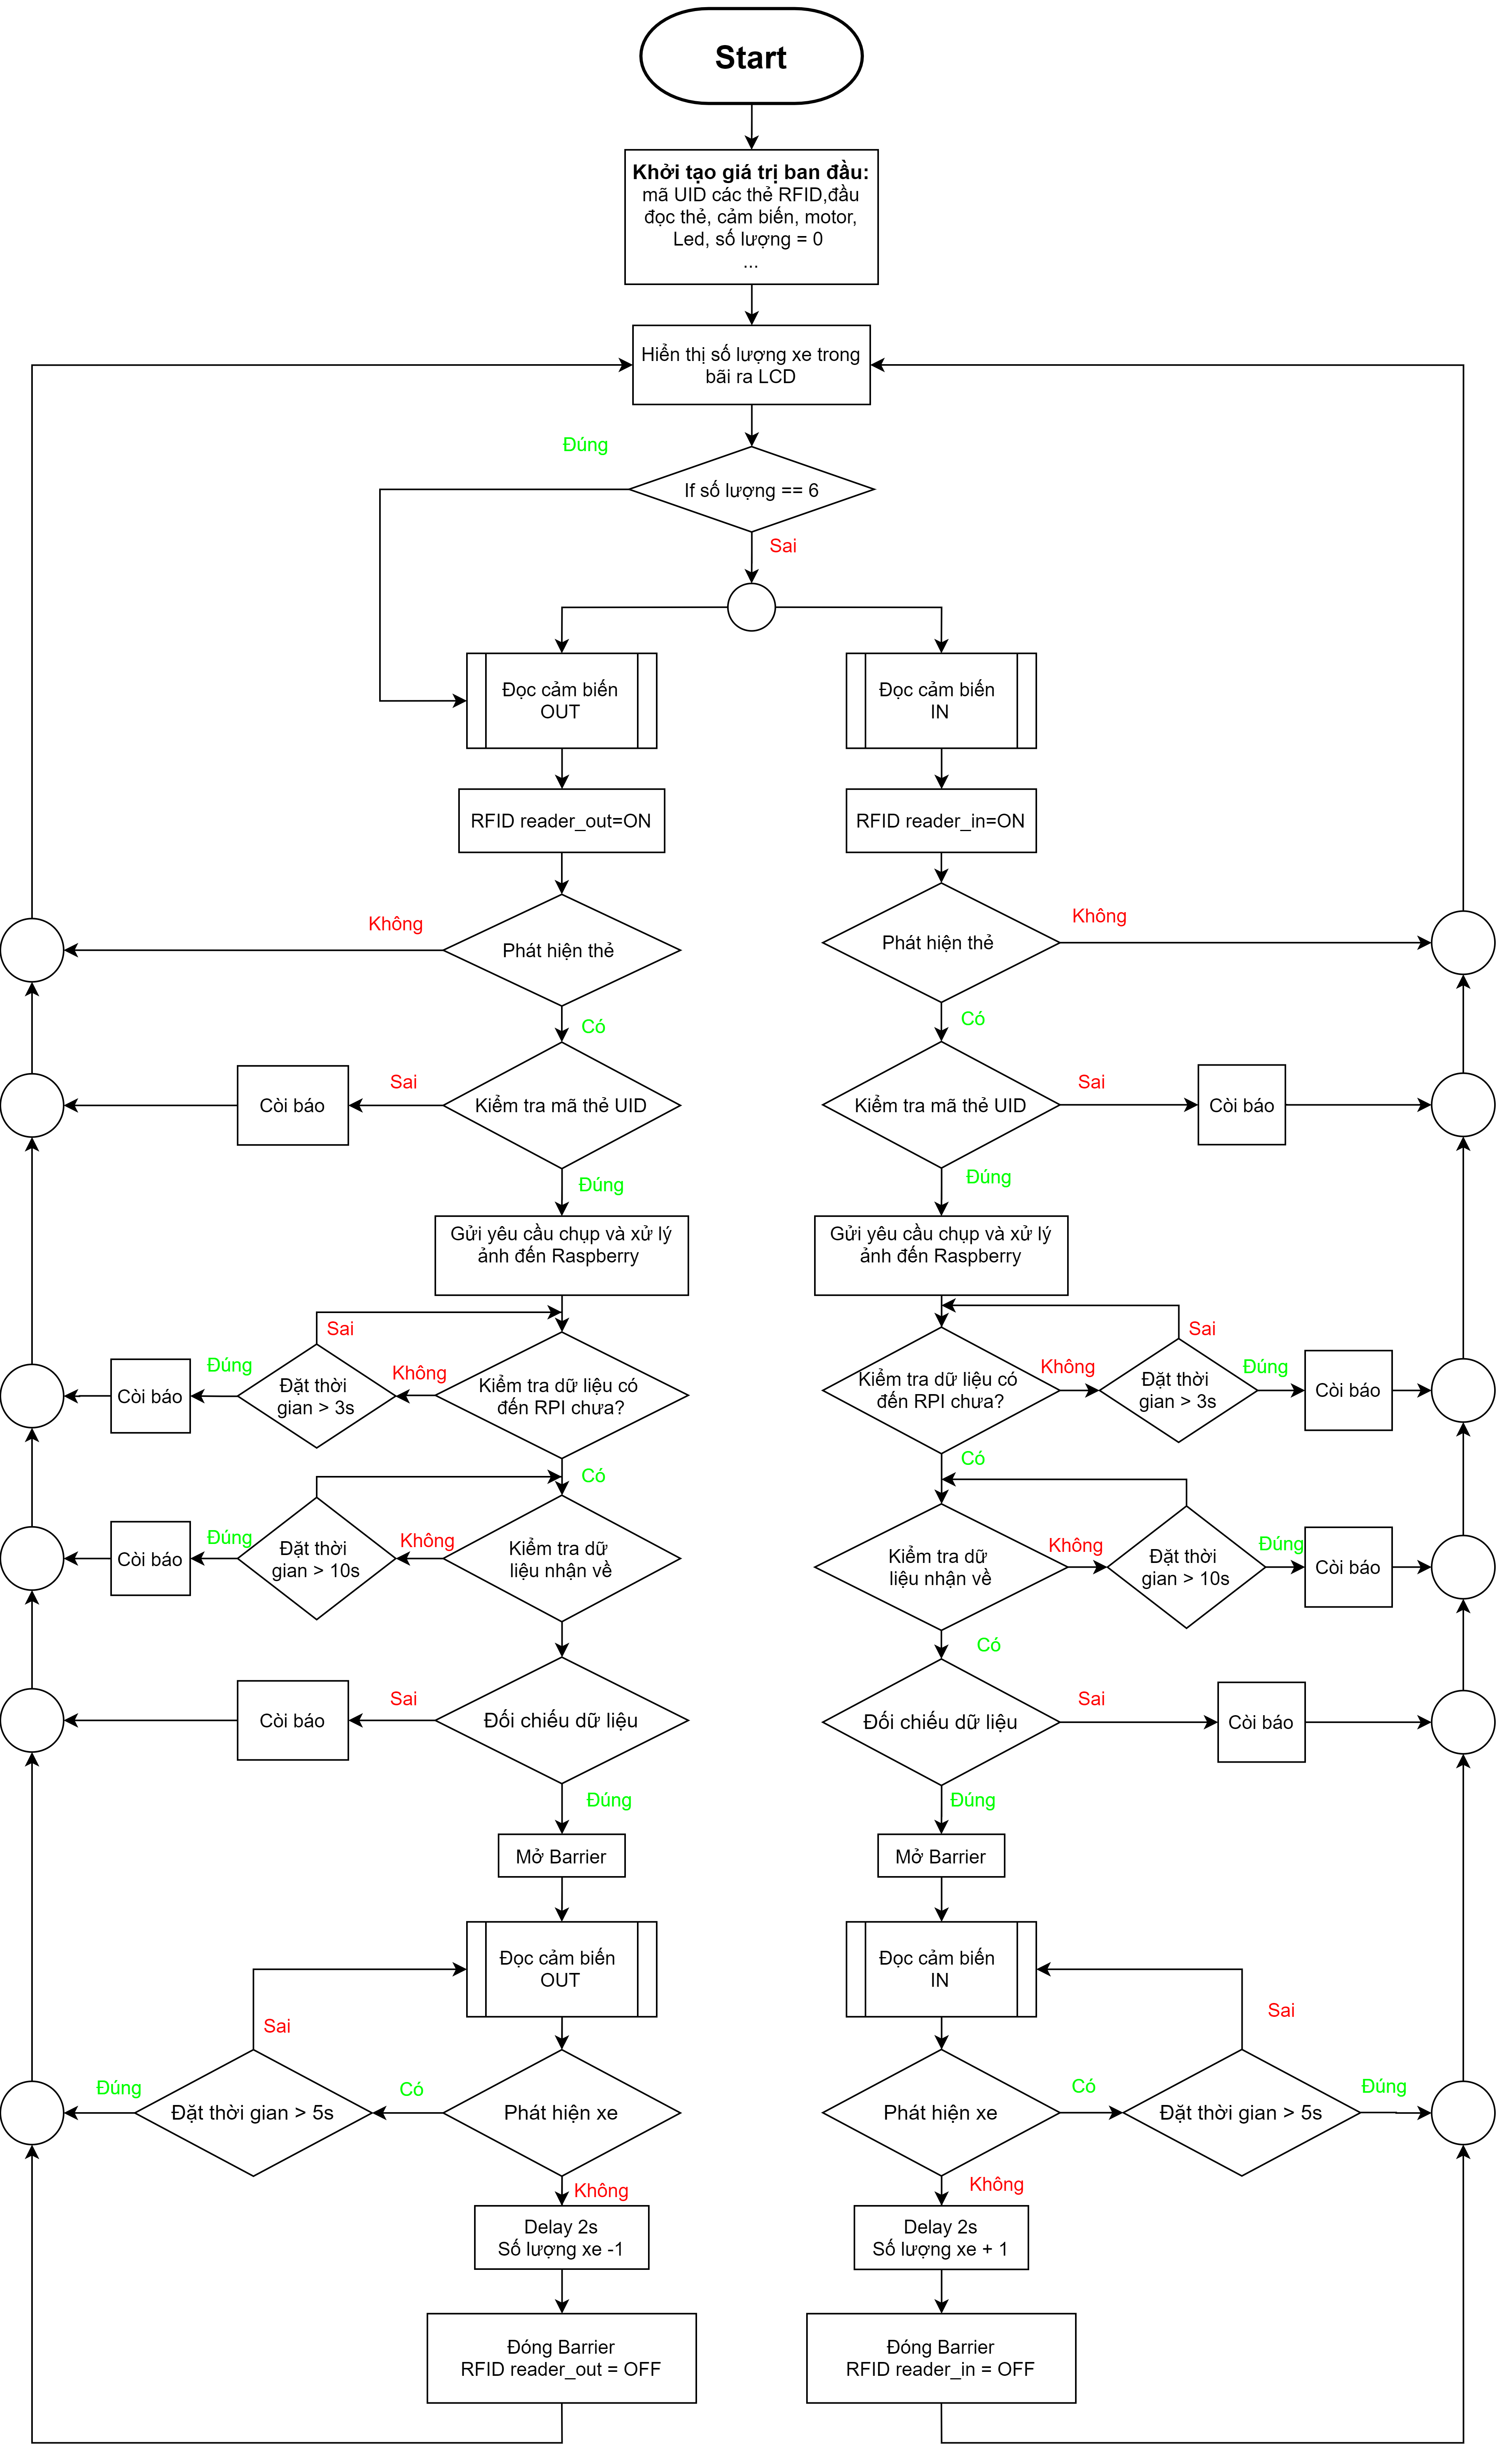 Start
Khởi tạo giá trị ban đầu:
mã UID các thẻ RFID,đầu
đọc thẻ, cảm biến, motor,
Led, số lượng = 0
...
Hiển thị số lượng xe trong
bãi ra LCD
Đúng
If số lượng == 6
Sai
Đọc cảm biến
OUT
Đọc cảm biến
IN
RFID reader_out=ON
RFID reader_in=ON
Không
Phát hiện thẻ
Phát hiện thẻ
Không
Có
Có
Sai
Còi báo
Kiểm tra mã thẻ UID
Kiểm tra mã thẻ UID
Sai
Còi báo
Đúng
Đúng
Gửi yêu cầu chụp và xử lý
ảnh đến Raspberry
Gửi yêu cầu chụp và xử lý
ảnh đến Raspberry
Sai
Sai
Còi báo
Đúng
Đặt thời
gian > 3s
Không
Kiểm tra dữ liệu có
đến RPI chưa?
Kiểm tra dữ liệu có
đến RPI chưa?
Không
Đặt thời
gian > 3s
Đúng
Còi báo
Có
Có
Còi báo
Đúng
Đặt thời
gian > 10s
Không
Kiểm tra dữ
liệu nhận về
Kiểm tra dữ
liệu nhận về
Không
Đặt thời
gian > 10s
Đúng
Còi báo
Có
Còi báo
Sai
Đối chiếu dữ liệu
Đối chiếu dữ liệu
Sai
Còi báo
Đúng
Đúng
Mở Barrier
Mở Barrier
Đọc cảm biến
OUT
Đọc cảm biến
IN
Sai
Sai
Đúng
Đặt thời gian > 5s
Có
Phát hiện xe
Phát hiện xe
Có
Đặt thời gian > 5s
Đúng
Không
Không
Delay 2s
Số lượng xe -1
Delay 2s
Số lượng xe + 1
Đóng Barrier
RFID reader_out = OFF
Đóng Barrier
RFID reader_in = OFF